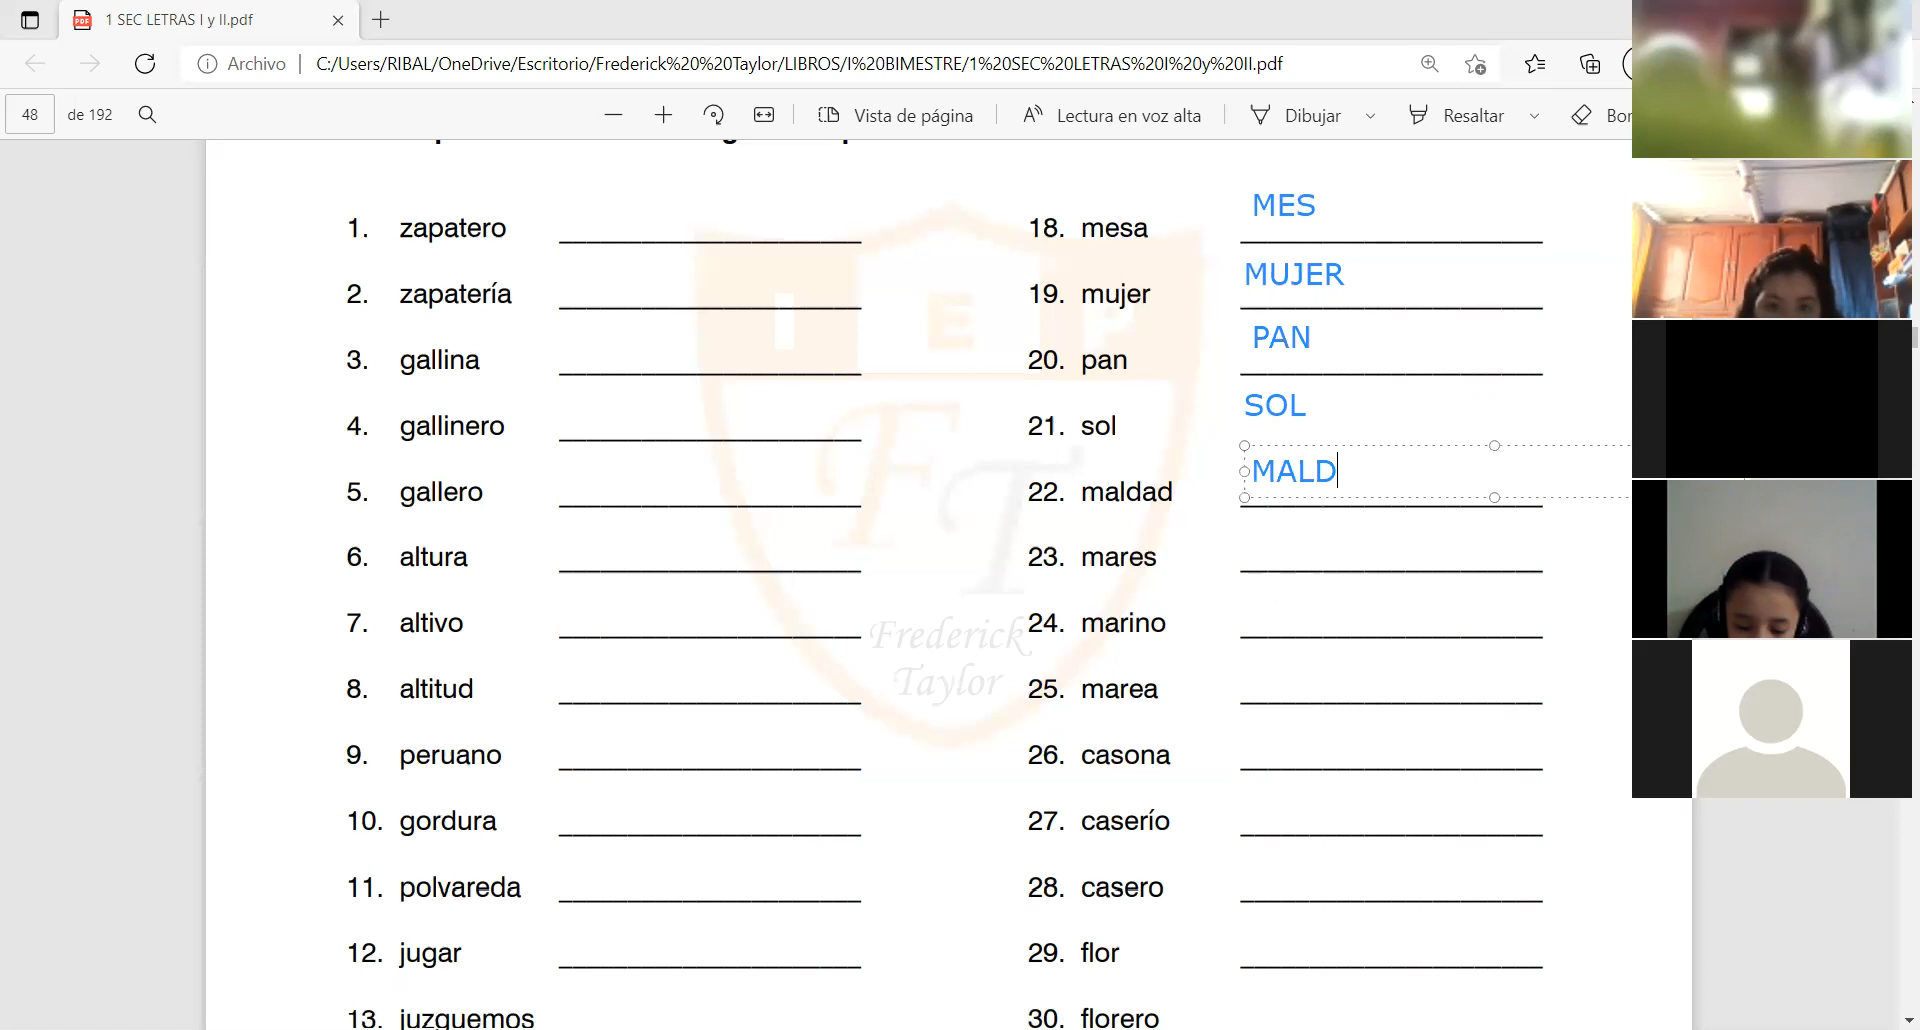 1 SEC LETRAS I y II.pdf
Archivo | C:/Users/RIBAL/OneDrive/Escritorio/Frederick%20%20Taylor/LIBROS/I%20BIMESTRE/1%20SEC%20LETRAS%20I%20y%20II.pdf
48 de 192 Vista de página Lectura en voz alta Dibujar Resaltar
1. zapatero
2. zapatería
3. gallina
4. gallinero
5. gallero
6. altura
7. altivo
8. altitud
9. peruano
10. gordura
11. polvareda
12. jugar
13. juzguemos
18. mesa MES
19. mujer MUJER
20. pan PAN
21. sol SOL
22. maldad MALD
23. mares
24. marino
25. marea
26. casona
27. caserío
28. casero
29. flor
30. florero
I E P
F T
Frederick
Taylor